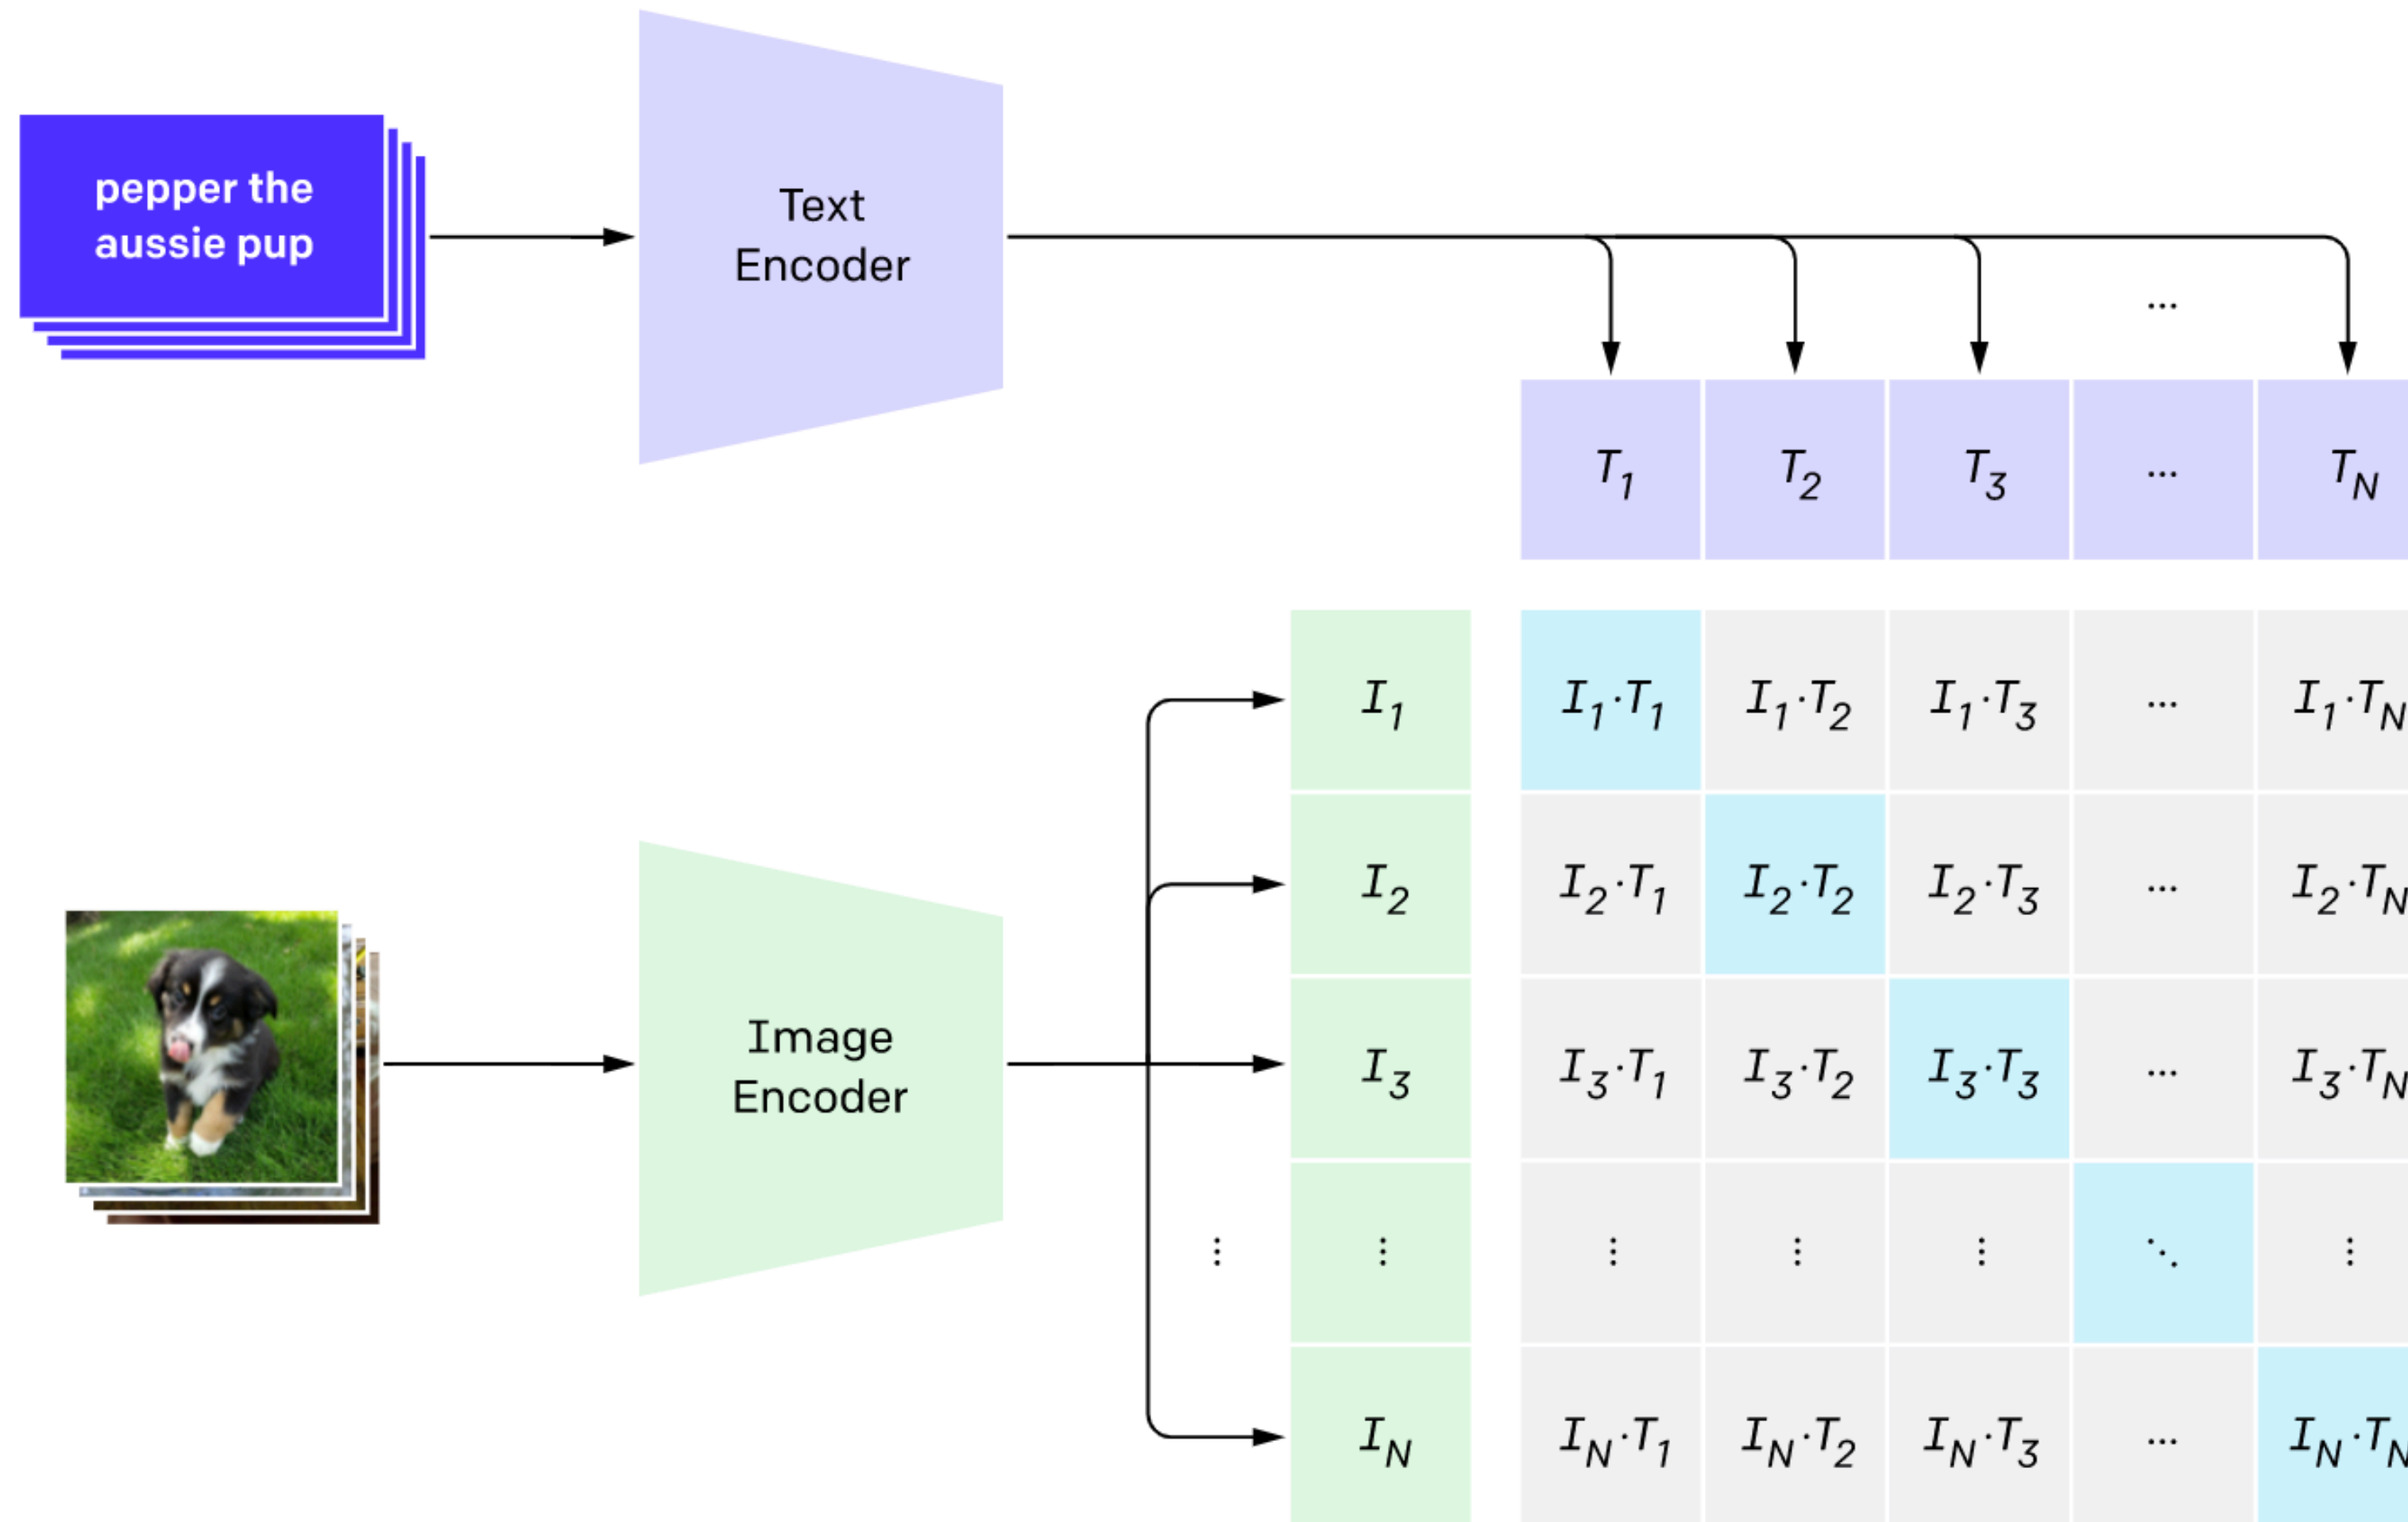 pepper the
aussie pup
Text
Encoder
...
T1 T2 T3 ... TN
I1 I1·T1 I1·T2 I1·T3 ... I1·TN
I2 I2·T1 I2·T2 I2·T3 ... I2·TN
Image
Encoder
I3 I3·T1 I3·T2 I3·T3 ... I3·TN
⋮ ⋮ ⋮ ⋮ ⋮ ⋱ ⋮
IN IN·T1 IN·T2 IN·T3 ... IN·TN